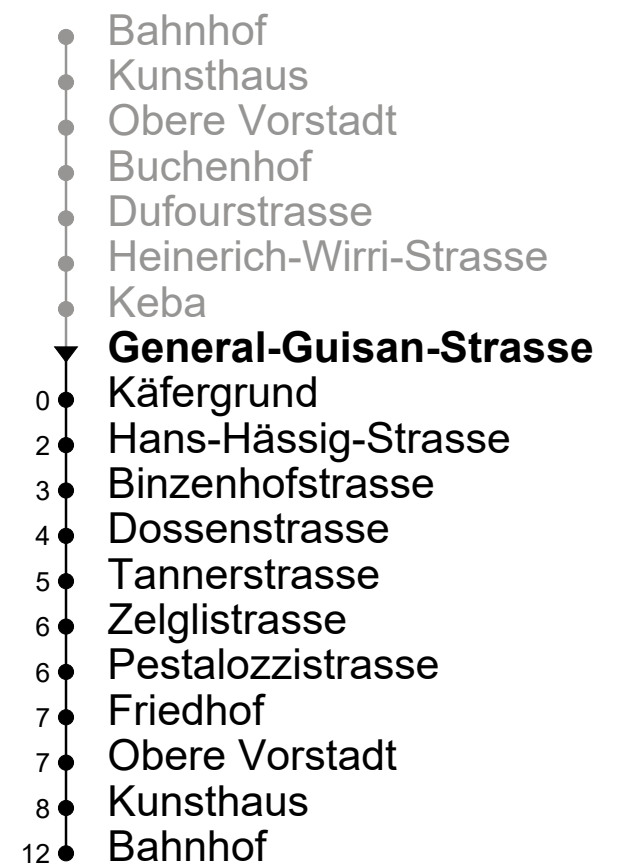 Bahnhof
Kunsthaus
Obere Vorstadt
Buchenhof
Dufourstrasse
Heinerich-Wirri-Strasse
Keba
General-Guisan-Strasse
0 Käfergrund
2 Hans-Hässig-Strasse
3 Binzenhofstrasse
4 Dossenstrasse
5 Tannerstrasse
6 Zelglistrasse
6 Pestalozzistrasse
7 Friedhof
7 Obere Vorstadt
8 Kunsthaus
12 Bahnhof